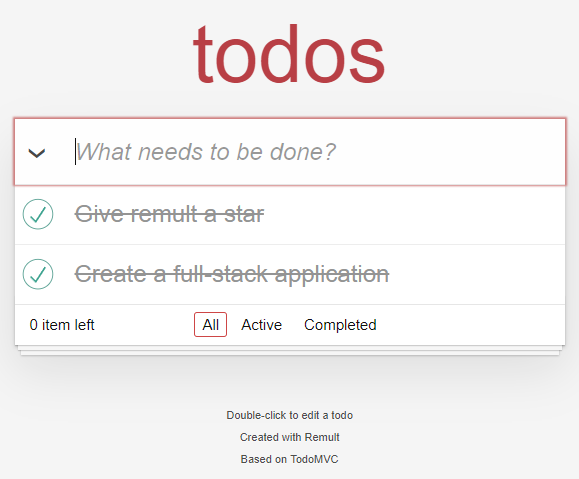 todos
What needs to be done?
Give remult a star
Create a full-stack application
0 item left All Active Completed
Double-click to edit a todo
Created with Remult
Based on TodoMVC